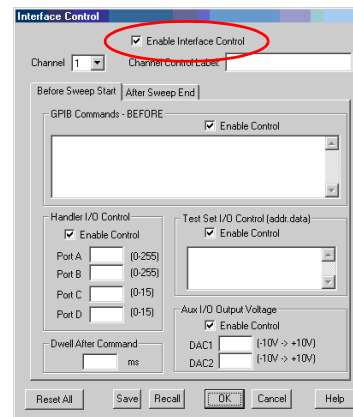 Interface Control
Enable Interface Control
Channel 1 Channel Control Label:
Before Sweep Start After Sweep End
GPIB Commands - BEFORE
Enable Control
Handler I/O Control
Enable Control
Port A (0-255)
Port B (0-255)
Port C (0-15)
Port D (0-15)
Test Set I/O Control (addr.data)
Enable Control
Aux I/O Output Voltage
Enable Control
DAC1 (-10V -> +10V)
DAC2 (-10V -> +10V)
Dwell After Command
ms
Reset All Save Recall OK Cancel Help